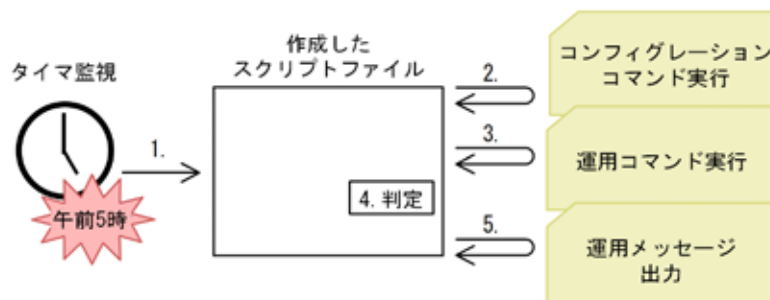 タイマ監視
午前5時
1.
作成した
スクリプトファイル
4. 判定
2.
コンフィグレーション
コマンド実行
3.
運用コマンド実行
5.
運用メッセージ
出力